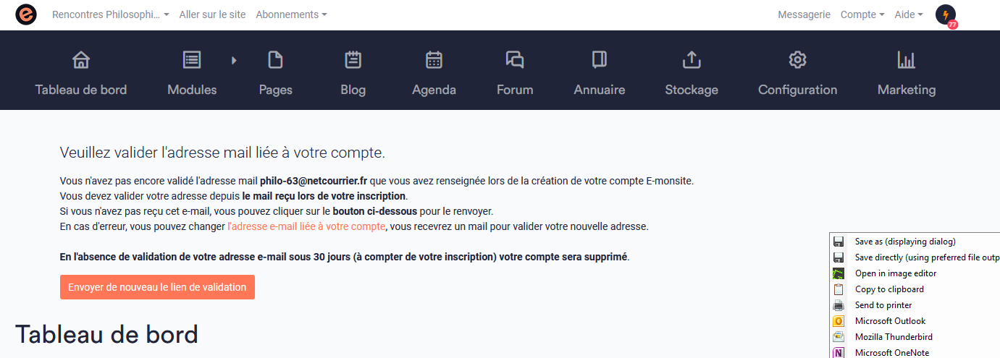 e Rencontres Philosophi... Aller sur le site Abonnements Messagerie Compte Aide
77
Tableau de bord Modules Pages Blog Agenda Forum Annuaire Stockage Configuration Marketing
Veuillez valider l'adresse mail liée à votre compte.
Vous n'avez pas encore validé l'adresse mail philo-63@netcourrier.fr que vous avez renseignée lors de la création de votre compte E-monsite.
Vous devez valider votre adresse depuis le mail reçu lors de votre inscription.
Si vous n'avez pas reçu cet e-mail, vous pouvez cliquer sur le bouton ci-dessous pour le renvoyer.
En cas d'erreur, vous pouvez changer l'adresse e-mail liée à votre compte, vous recevrez un mail pour valider votre nouvelle adresse.
En l'absence de validation de votre adresse e-mail sous 30 jours (à compter de votre inscription) votre compte sera supprimé.
Envoyer de nouveau le lien de validation
Tableau de bord
Save as (displaying dialog)
Save directly (using preferred file outp
Open in image editor
Copy to clipboard
Send to printer
Microsoft Outlook
Mozilla Thunderbird
Microsoft OneNote